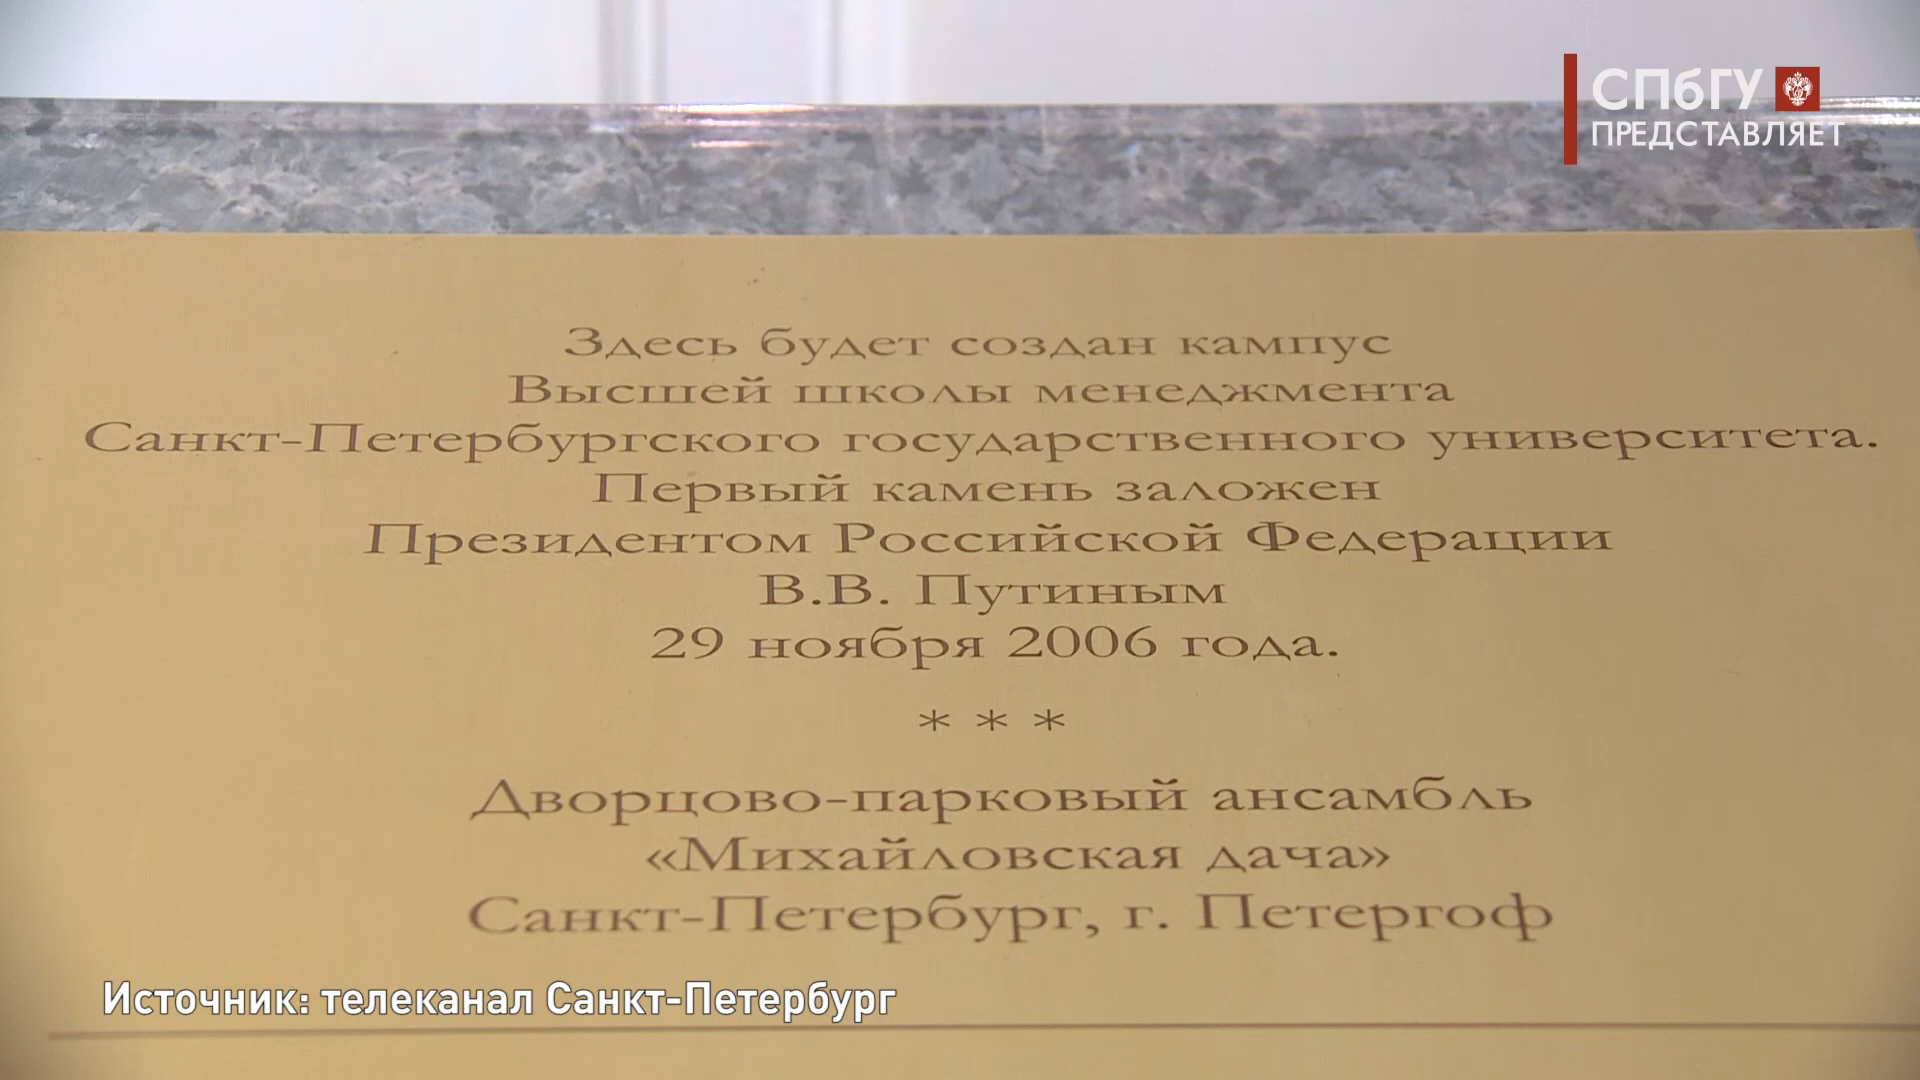 СПбГУ
ПРЕДСТАВЛЯЕТ
Здесь будет создан кампус
Высшей школы менеджмента
Санкт-Петербургского государственного университета.
Первый камень заложен
Президентом Российской Федерации
В.В. Путиным
29 ноября 2006 года.
* * *
Дворцово-парковый ансамбль
«Михайловская дача»
Санкт-Петербург, г. Петергоф
Источник: телеканал Санкт-Петербург